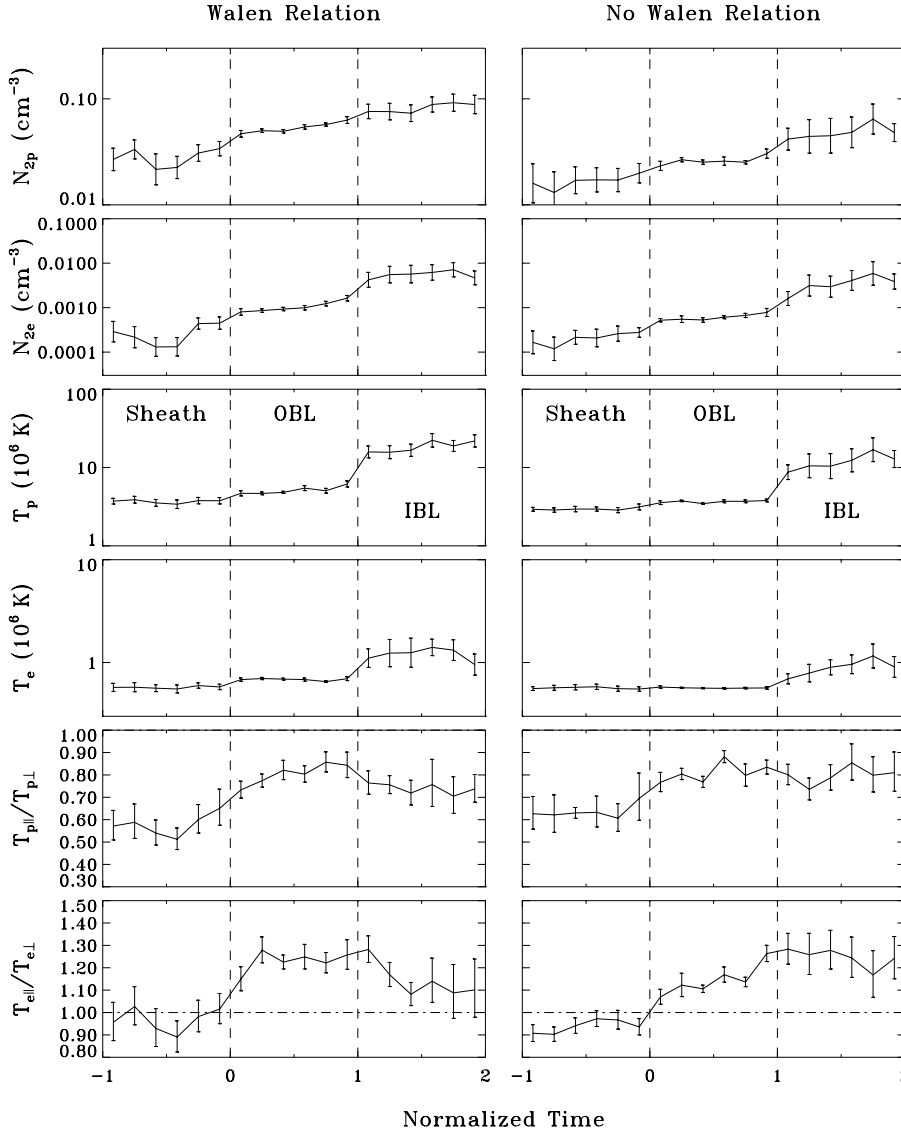 Walen Relation
No Walen Relation
N2p (cm−3)
0.10
0.01
N2e (cm−3)
0.1000
0.0100
0.0010
0.0001
Tp (106 K)
100
10
1
Sheath
OBL
IBL
Sheath
OBL
IBL
Te (106 K)
10
1
Tp∥/Tp⊥
1.00
0.90
0.80
0.70
0.60
0.50
0.40
0.30
Te∥/Te⊥
1.50
1.40
1.30
1.20
1.10
1.00
0.90
0.80
−1 0 1 2
−1 0 1 2
Normalized Time